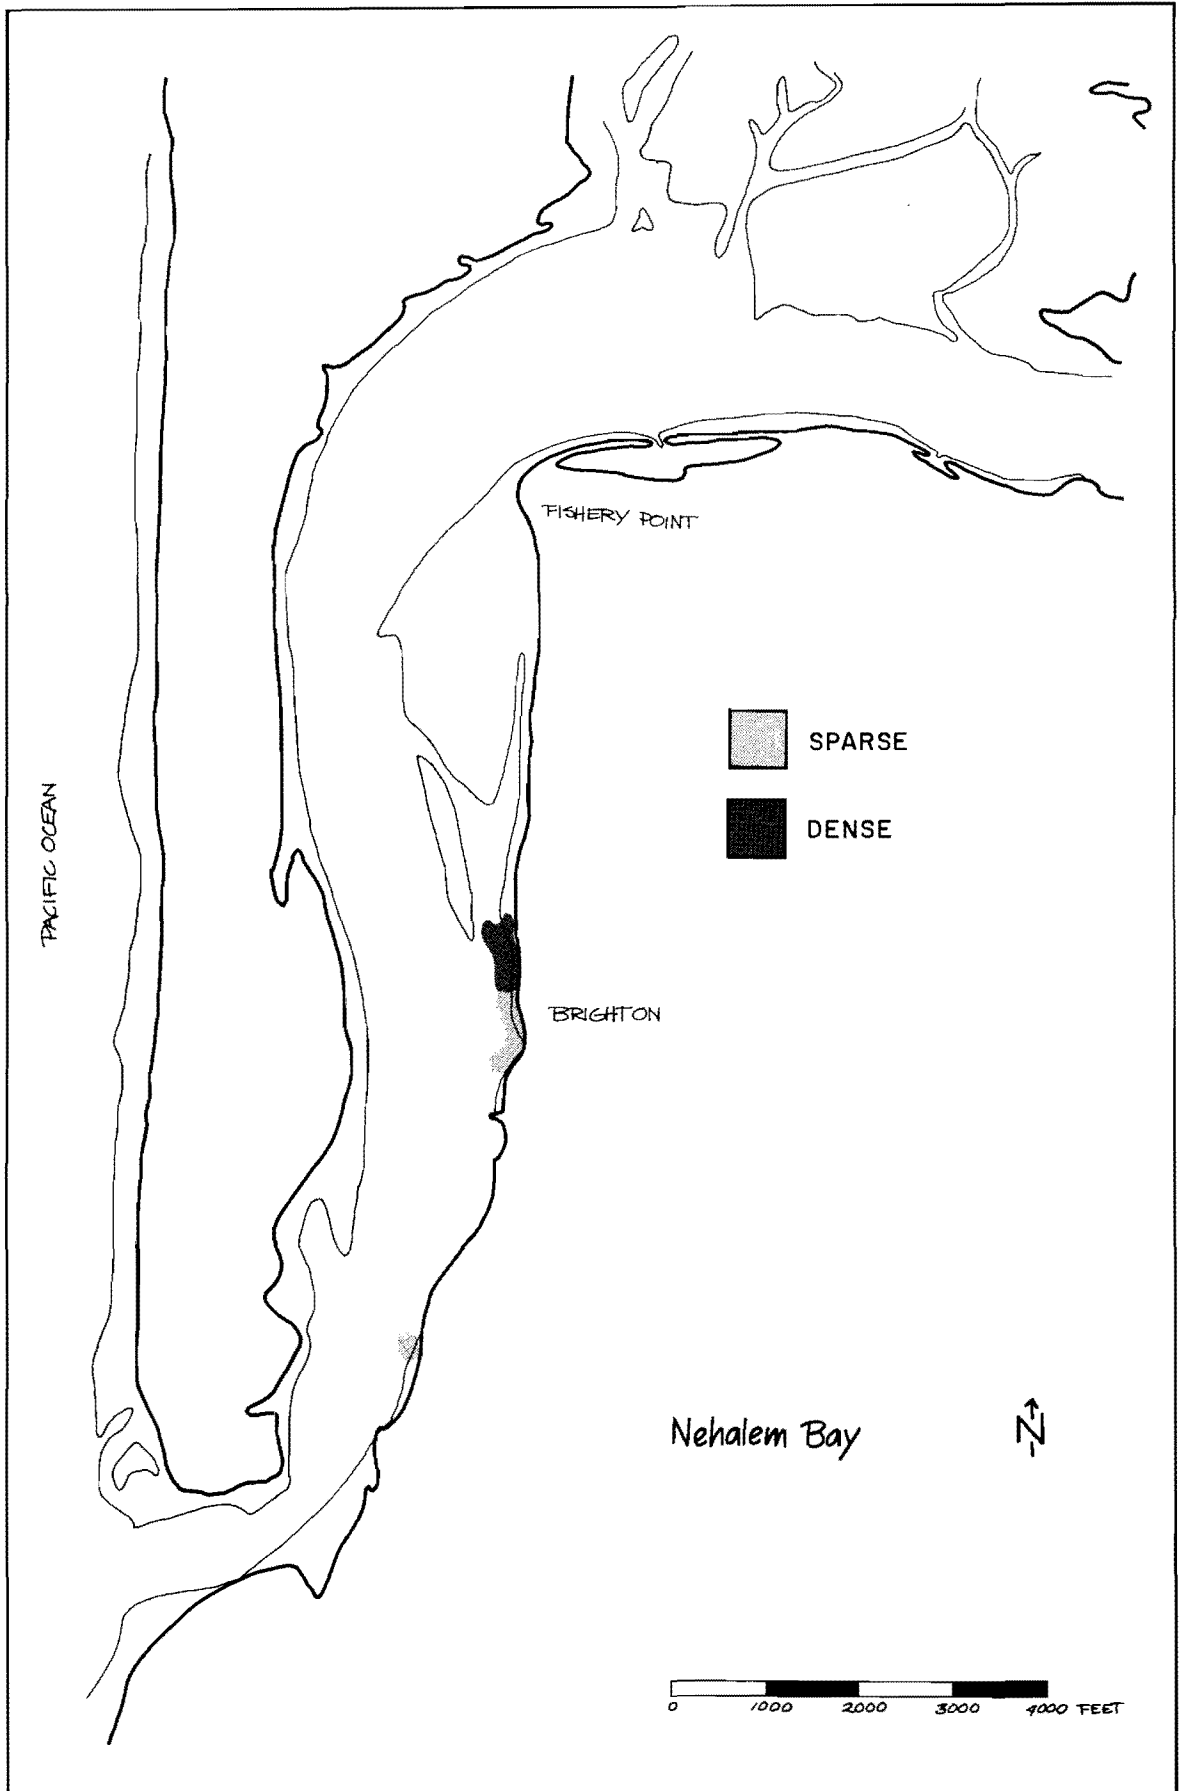 FISHERY POINT
SPARSE
DENSE
PACIFIC OCEAN
BRIGHTON
Nehalem Bay
N
0 1000 2000 3000 4000 FEET